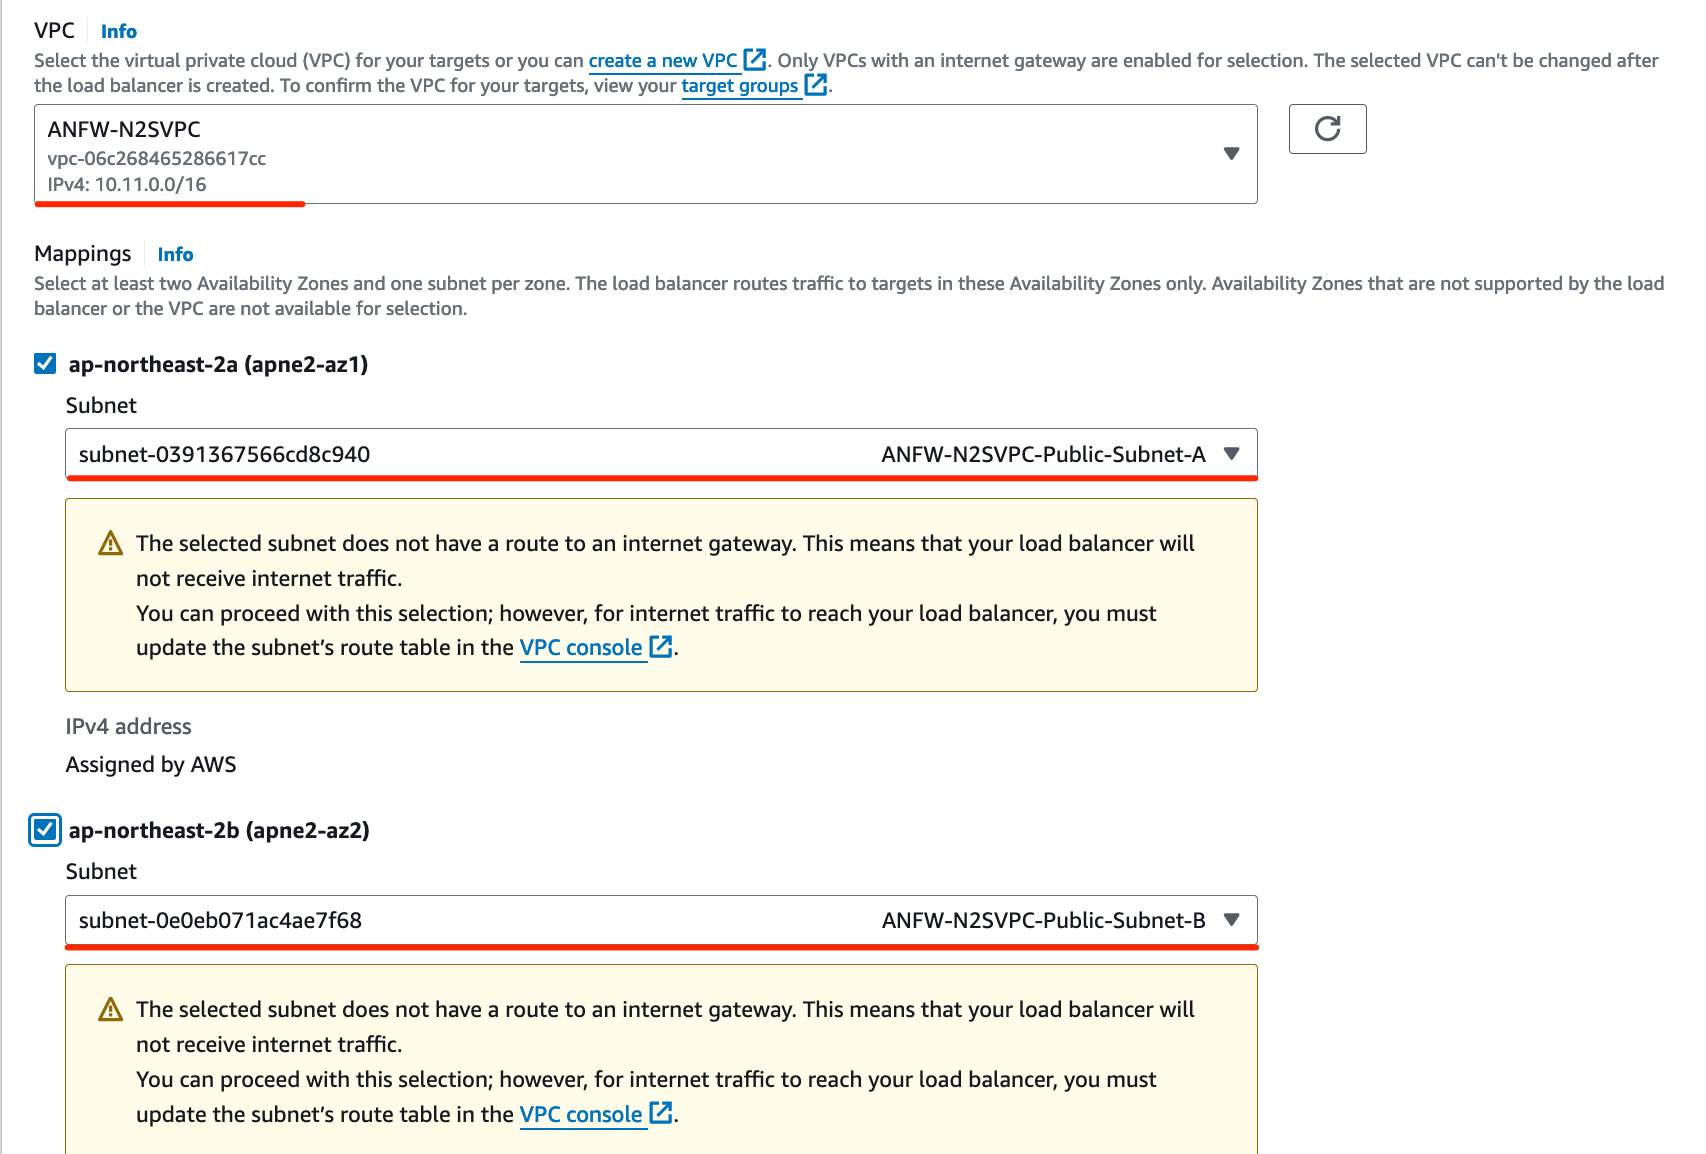 VPC Info
Select the virtual private cloud (VPC) for your targets or you can create a new VPC. Only VPCs with an internet gateway are enabled for selection. The selected VPC can't be changed after
the load balancer is created. To confirm the VPC for your targets, view your target groups.
ANFW-N2SVPC
vpc-06c268465286617cc
IPv4: 10.11.0.0/16
Mappings Info
Select at least two Availability Zones and one subnet per zone. The load balancer routes traffic to targets in these Availability Zones only. Availability Zones that are not supported by the load
balancer or the VPC are not available for selection.
ap-northeast-2a (apne2-az1)
Subnet
subnet-0391367566cd8c940 ANFW-N2SVPC-Public-Subnet-A
The selected subnet does not have a route to an internet gateway. This means that your load balancer will
not receive internet traffic.
You can proceed with this selection; however, for internet traffic to reach your load balancer, you must
update the subnet’s route table in the VPC console.
IPv4 address
Assigned by AWS
ap-northeast-2b (apne2-az2)
Subnet
subnet-0e0eb071ac4ae7f68 ANFW-N2SVPC-Public-Subnet-B
The selected subnet does not have a route to an internet gateway. This means that your load balancer will
not receive internet traffic.
You can proceed with this selection; however, for internet traffic to reach your load balancer, you must
update the subnet’s route table in the VPC console.